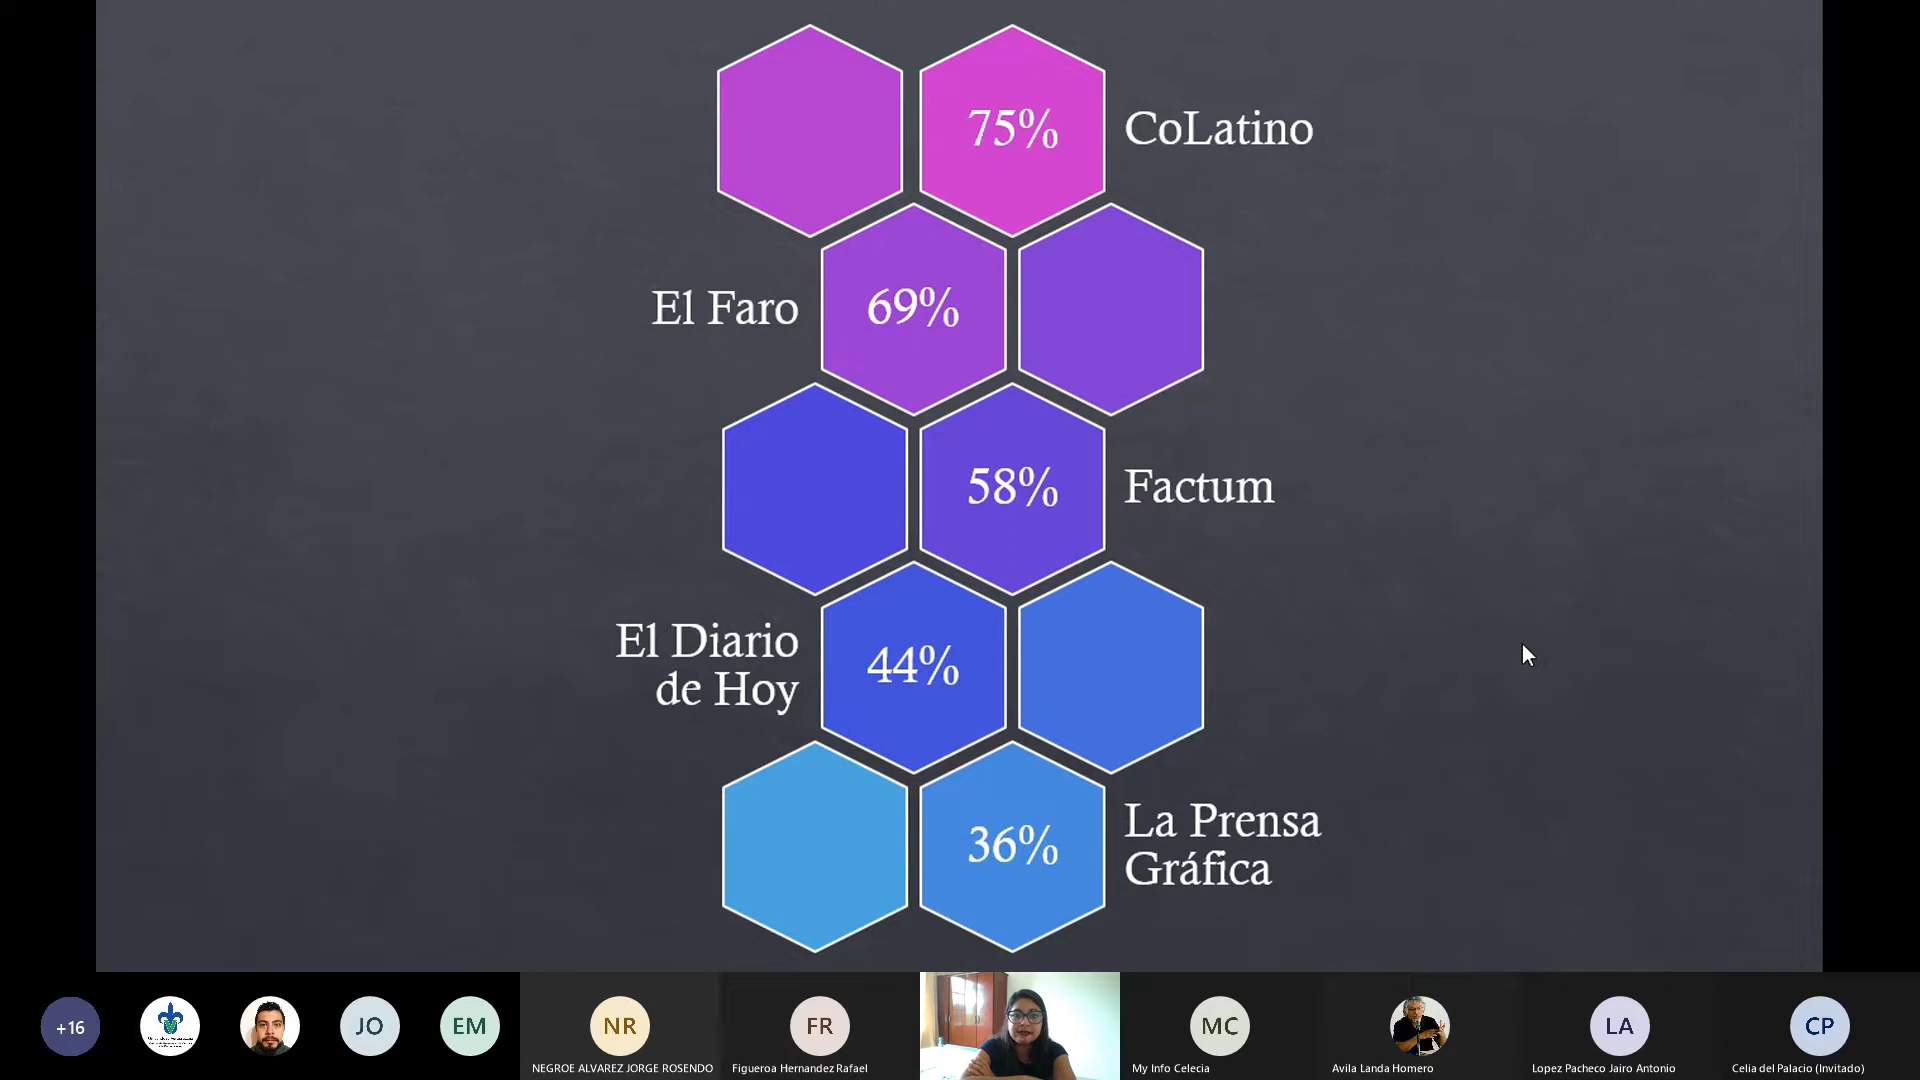 75%
CoLatino
El Faro
69%
58%
Factum
El Diario
de Hoy
44%
36%
La Prensa
Gráfica
+16
JO
EM
NR
NEGROE ALVAREZ JORGE ROSENDO
FR
Figueroa Hernandez Rafael
MC
My Info Celecia
Avila Landa Homero
LA
Lopez Pacheco Jairo Antonio
CP
Celia del Palacio (Invitado)